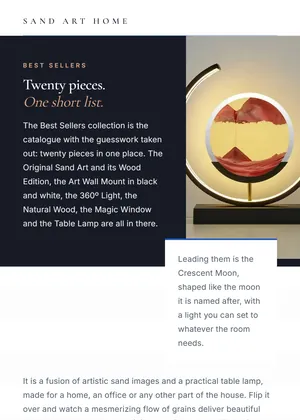 SAND ART HOME
BEST SELLERS
Twenty pieces.
One short list.
The Best Sellers collection is the
catalogue with the guesswork taken
out: twenty pieces in one place. The
Original Sand Art and its Wood
Edition, the Art Wall Mount in black
and white, the 360° Light, the
Natural Wood, the Magic Window
and the Table Lamp are all in there.
Leading them is the
Crescent Moon,
shaped like the moon
it is named after, with
a light you can set to
whatever the room
needs.
It is a fusion of artistic sand images and a practical table lamp,
made for a home, an office or any other part of the house. Flip it
over and watch a mesmerizing flow of grains deliver beautiful